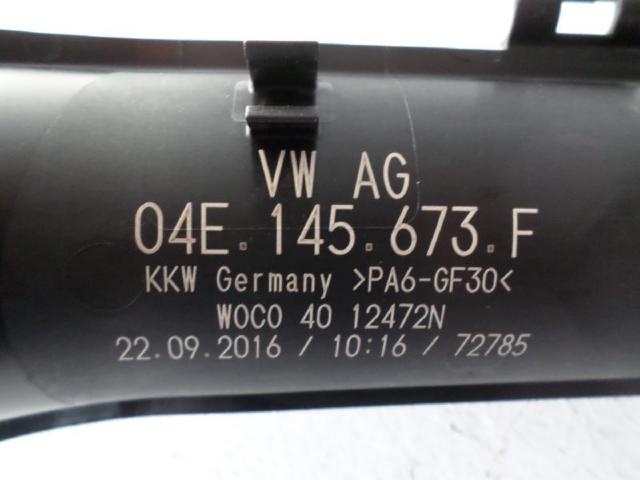 VW AG
04E.145.673.F
KKW Germany >PA6-GF30<
WOCO 40 12472N
22.09.2016 / 10:16 / 72785